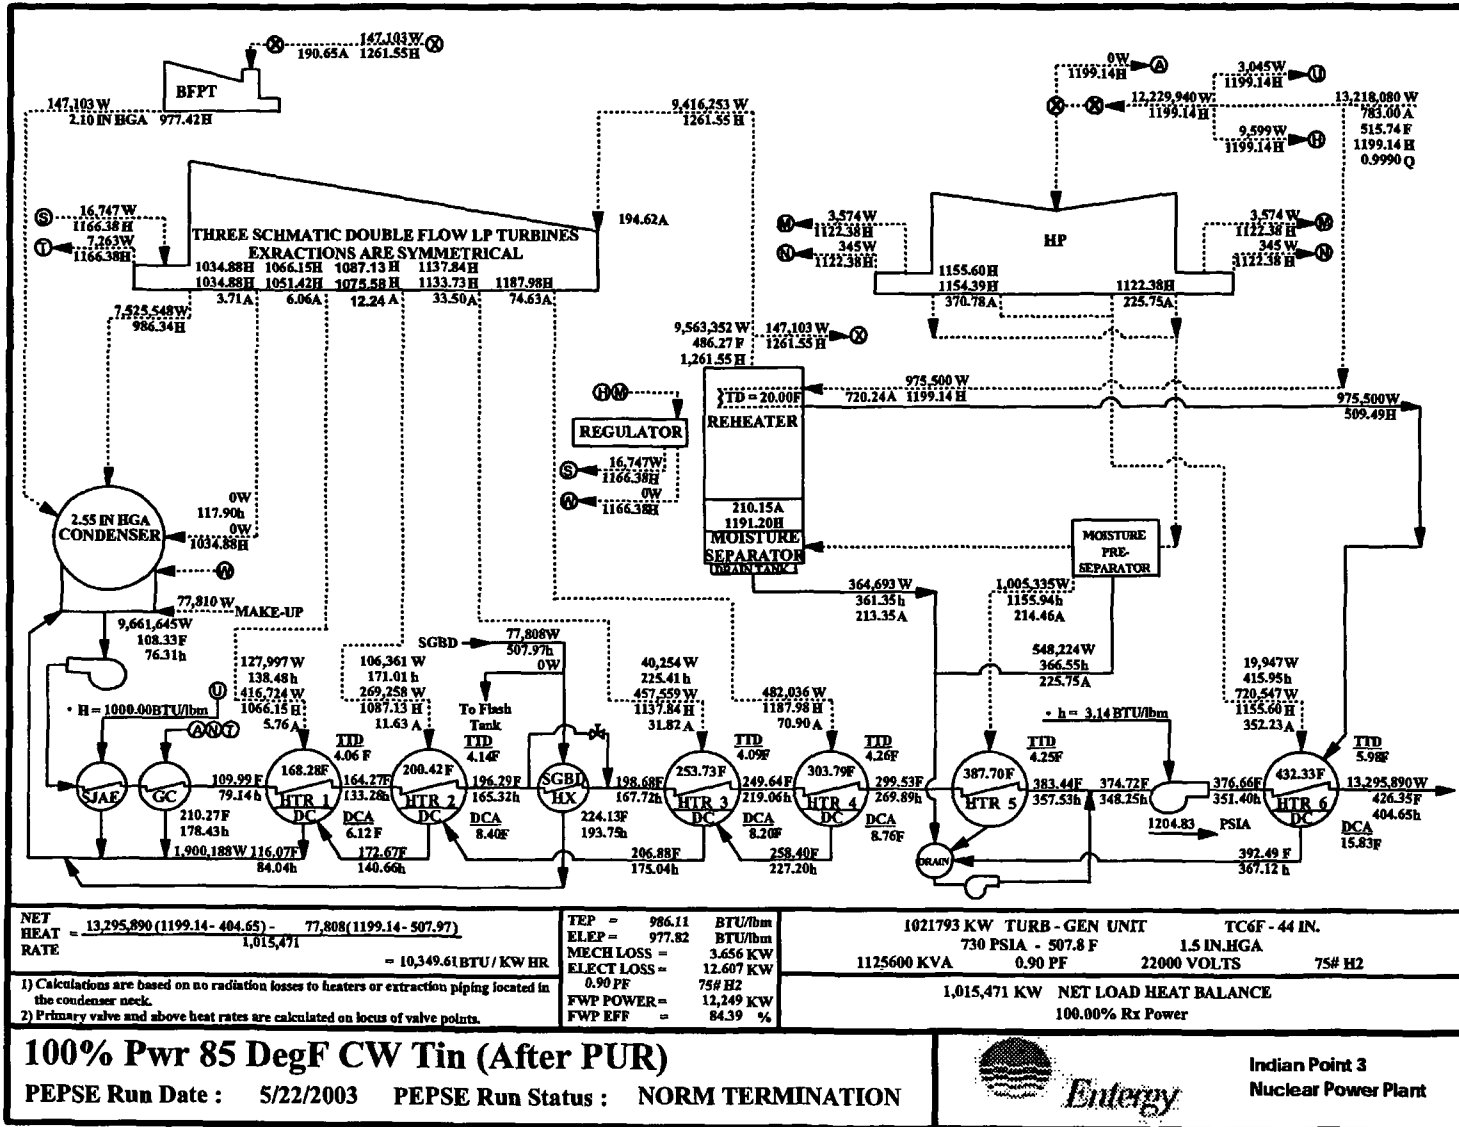 147,103 W
190.65A 1261.55H
X X
BFPT
147,103 W
2.10 IN HGA 977.42H
9,416,253 W
1261.55 H
0W
1199.14H
A
3,045W
1199.14H
U
X X
12,229,940 W
1199.14H
9,599W
1199.14H
H
13,218,080 W
783.00 A
515.74 F
1199.14 H
0.9990 Q
S
16,747W
1166.38H
T
7,263W
1166.38H
194.62A
THREE SCHMATIC DOUBLE FLOW LP TURBINES
EXRACTIONS ARE SYMMETRICAL
1034.88H 1066.15H 1087.13 H 1137.84H
1034.88H 1051.42H 1075.58 H 1133.73H 1187.98H
3.71A 6.06A 12.24 A 33.50A 74.63A
M
3,574W
1122.38H
N
345W
1122.38H
HP
1155.60H
1154.39H 1122.38H
370.78A 225.75A
3,574W
1122.38H
M
345 W
1122.38H
N
7,525,548W
986.34H
9,563,352 W
486.27 F
1,261.55 H
147,103 W
1261.55 H
X
975,500 W
720.24A 1199.14 H
}TD = 20.00F
REHEATER
975,500W
509.49H
H M
REGULATOR
S
16,747W
1166.38H
W
0W
1166.38H
210.15A
1191.20H
MOISTURE
SEPARATOR
DRAIN TANK
MOISTURE
PRE-
SEPARATOR
2.55 IN HGA
CONDENSER
0W
117.90h
0W
1034.88H
W
77,810 W
MAKE-UP
9,661,645W
108.33F
76.31h
364,693 W
361.35h
213.35A
1,005,335W
1155.94h
214.46A
548,224W
366.55h
225.75A
SGBD
77,808W
507.97h
0W
To Flash
Tank
127,997 W
138.48h
416,724 W
1066.15 H
5.76 A
106,361 W
171.01 h
269,258 W
1087.13 H
11.63 A
40,254 W
225.41 h
457,559 W
1137.84 H
31.82 A
482,036 W
1187.98 H
70.90 A
19,947 W
415.95h
720,547 W
1155.60 H
352.23 A
U
• H = 1000.00BTU/lbm
A N T
• h = 3.14 BTU/lbm
TTD
4.06 F
TTD
4.14F
TTD
4.09F
TTD
4.26F
TTD
4.25F
TTD
5.98F
SJAE
GC
109.99 F
79.14h
168.28F
HTR 1
DC
164.27F
133.28h
200.42F
HTR 2
DC
196.29 F
165.32h
SGBD
HX
198.68F
167.72h
253.73F
HTR 3
DC
249.64F
219.06h
303.79F
HTR 4
DC
299.53F
269.89h
387.70F
HTR 5
383.44F
357.53h
374.72F
348.25h
376.66F
351.40h
432.33F
HTR 6
DC
13,295,890W
426.35F
404.65h
1204.83 PSIA
210.27F
178.43h
DCA
6.12 F
DCA
8.40F
224.13F
193.75h
DCA
8.20F
DCA
8.76F
DCA
15.83F
1,900,188W 116.07F
84.04h
172.67F
140.66h
206.88F
175.04h
258.40F
227.20h
DRAIN
392.49 F
367.12 h
NET
HEAT = 13,295,890 (1199.14 - 404.65) - 77,808(1199.14 - 507.97)
RATE 1,015,471
= 10,349.61BTU / KW HR
1) Calculations are based on no radiation losses to heaters or extraction piping located in
the condenser neck.
2) Primary valve and above heat rates are calculated on locus of valve points.
TEP = 986.11 BTU/lbm
ELEP = 977.82 BTU/lbm
MECH LOSS = 3.656 KW
ELECT LOSS = 12.607 KW
0.90 PF 75# H2
FWP POWER = 12,249 KW
FWP EFF = 84.39 %
1021793 KW TURB - GEN UNIT TC6F - 44 IN.
730 PSIA - 507.8 F 1.5 IN.HGA
1125600 KVA 0.90 PF 22000 VOLTS 75# H2
1,015,471 KW NET LOAD HEAT BALANCE
100.00% Rx Power
100% Pwr 85 DegF CW Tin (After PUR)
PEPSE Run Date : 5/22/2003 PEPSE Run Status : NORM TERMINATION
Entergy
Indian Point 3
Nuclear Power Plant